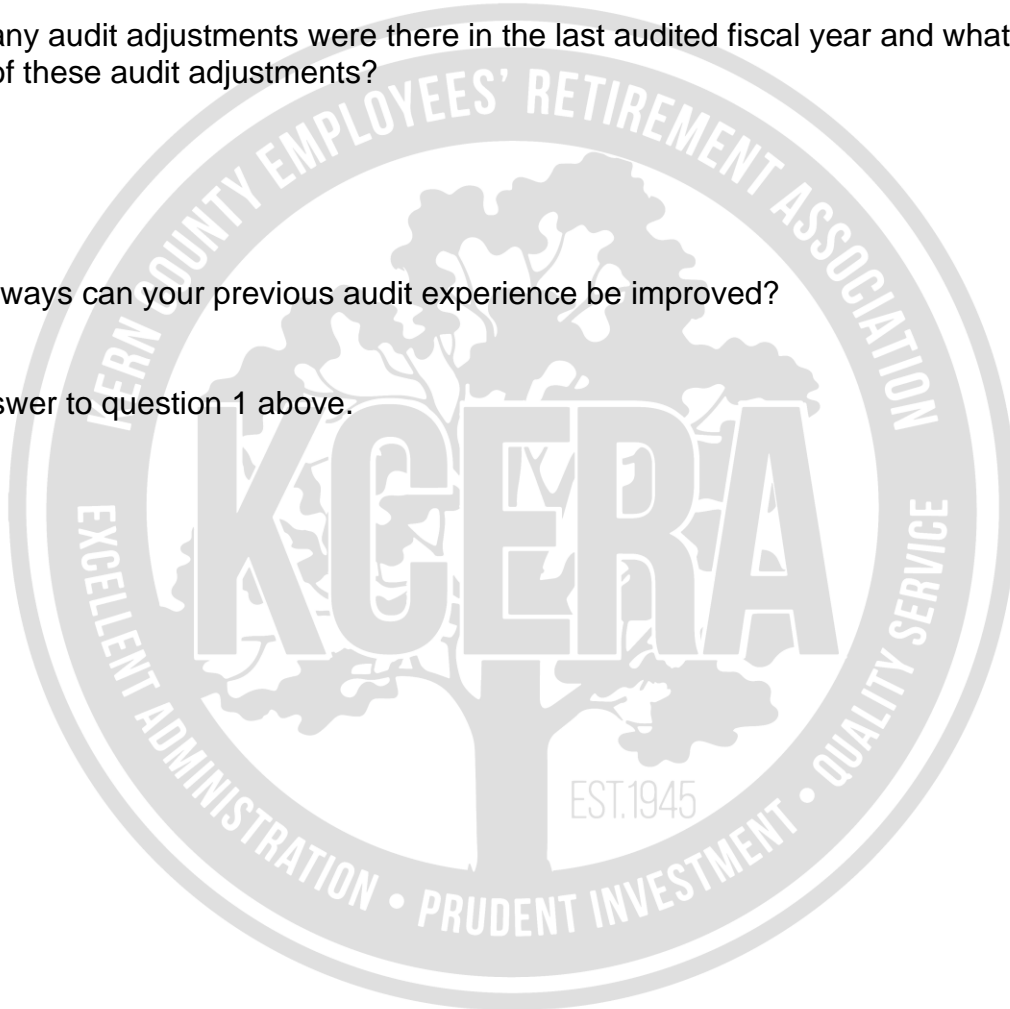 any audit adjustments were there in the last audited fiscal year and what
of these audit adjustments?
ways can your previous audit experience be improved?
swer to question 1 above.
KERN COUNTY EMPLOYEES' RETIREMENT ASSOCIATION
KCERA
EST.1945
EXCELLENT ADMINISTRATION • PRUDENT INVESTMENT • QUALITY SERVICE